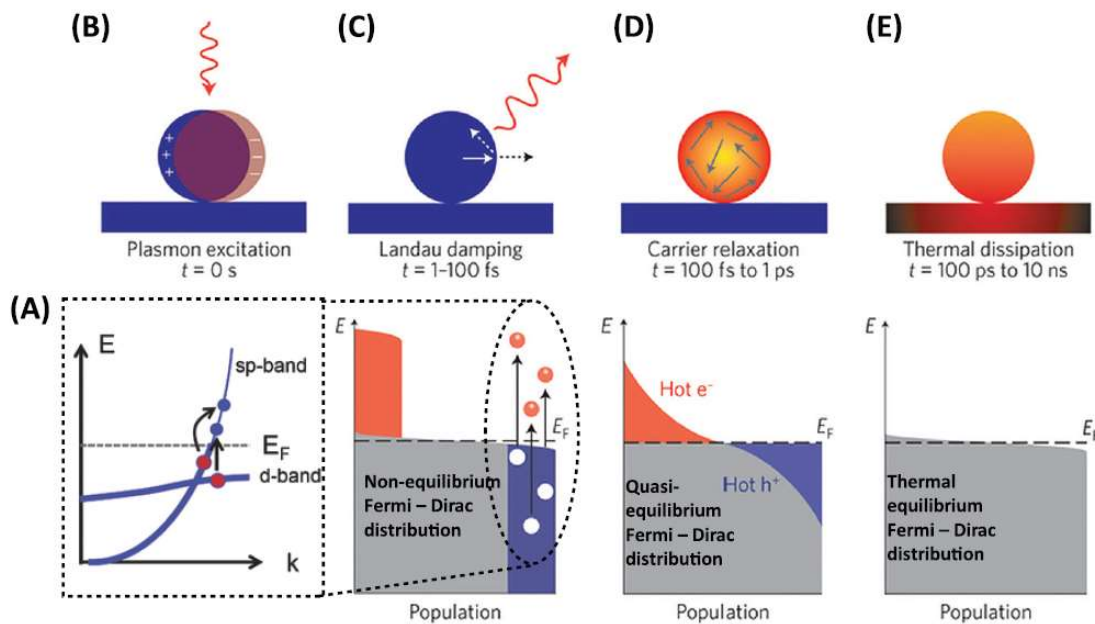 (B)
(C)
(D)
(E)
+
+
+
−
−
−
Plasmon excitation
t = 0 s
Landau damping
t = 1–100 fs
Carrier relaxation
t = 100 fs to 1 ps
Thermal dissipation
t = 100 ps to 10 ns
(A)
E
sp-band
E_F
d-band
k
E
E_F
Non-equilibrium
Fermi – Dirac
distribution
Population
E
Hot e⁻
E_F
Hot h⁺
Quasi-
equilibrium
Fermi – Dirac
distribution
Population
E
E_F
Thermal
equilibrium
Fermi – Dirac
distribution
Population